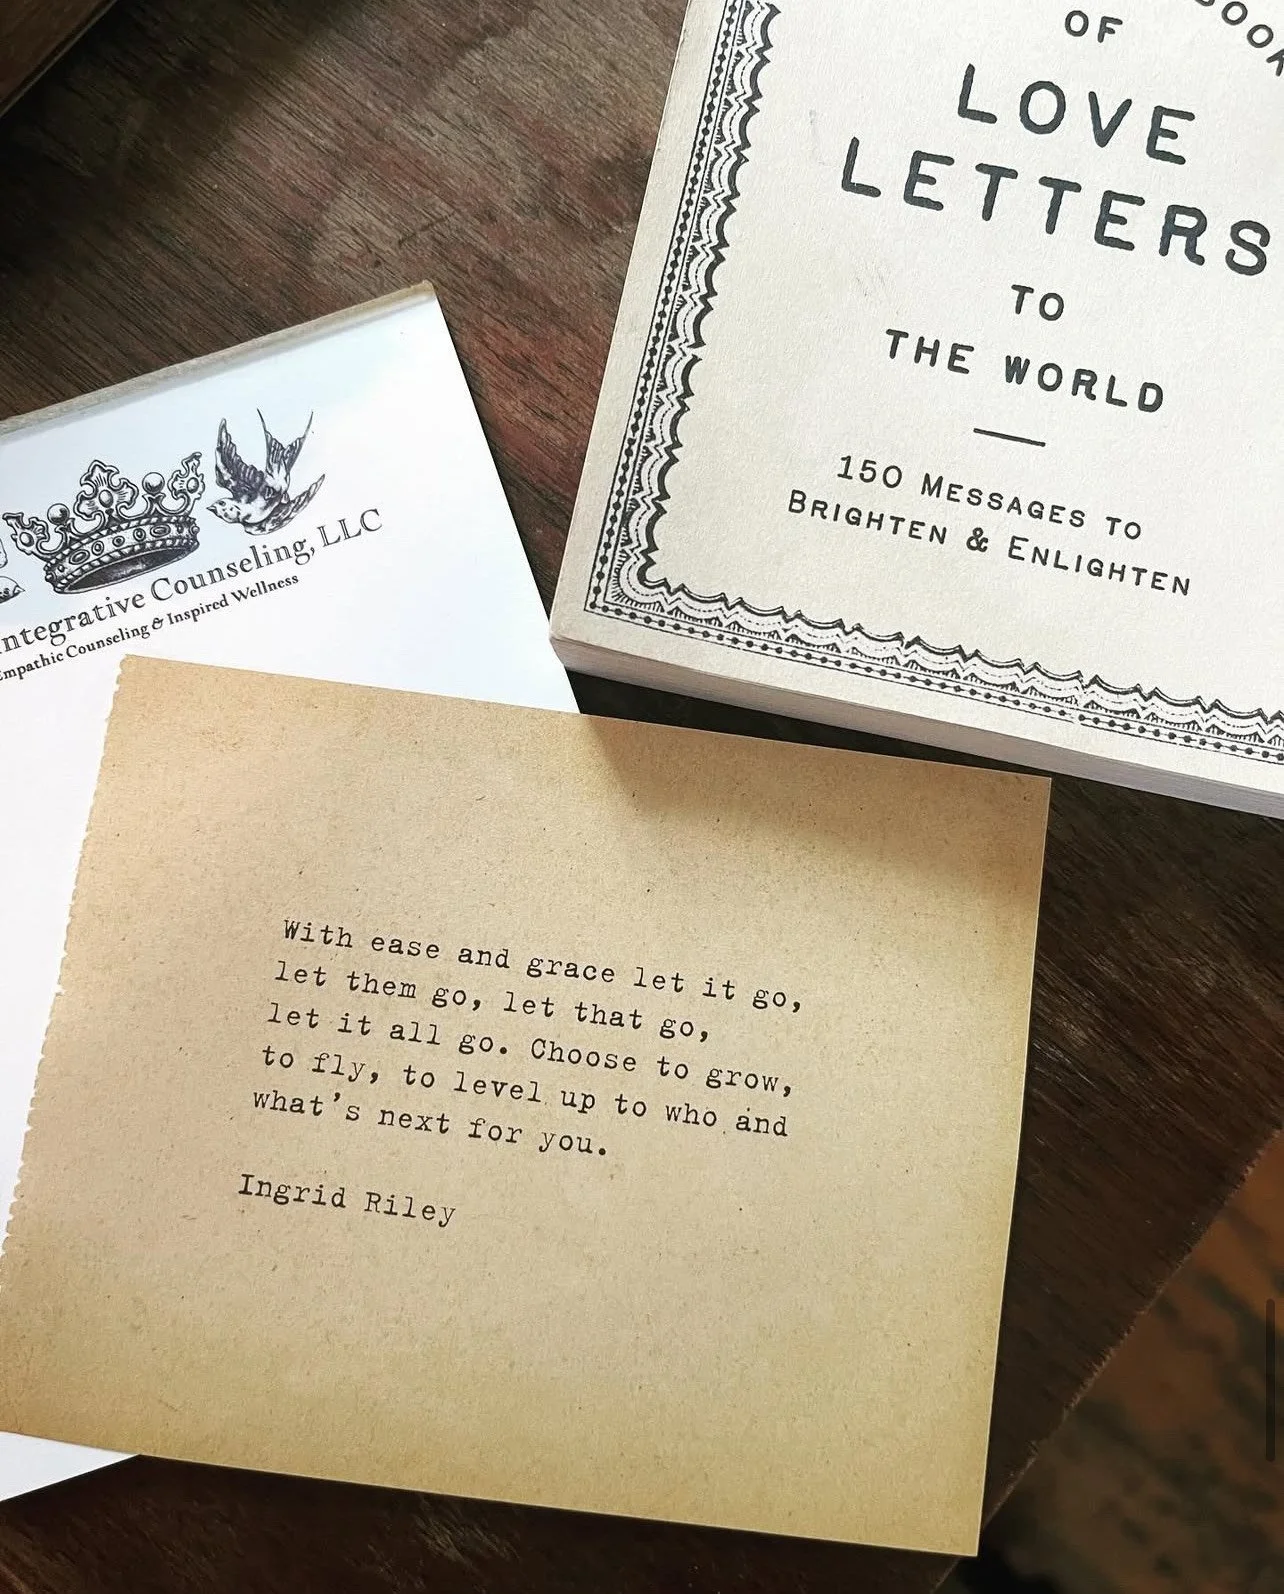 OF
LOVE
LETTERS
TO
THE WORLD
150 MESSAGES TO
BRIGHTEN & ENLIGHTEN
Integrative Counseling, LLC
Empathic Counseling & Inspired Wellness
With ease and grace let it go,
let them go, let that go,
let it all go. Choose to grow,
to fly, to level up to who and
what's next for you.
Ingrid Riley